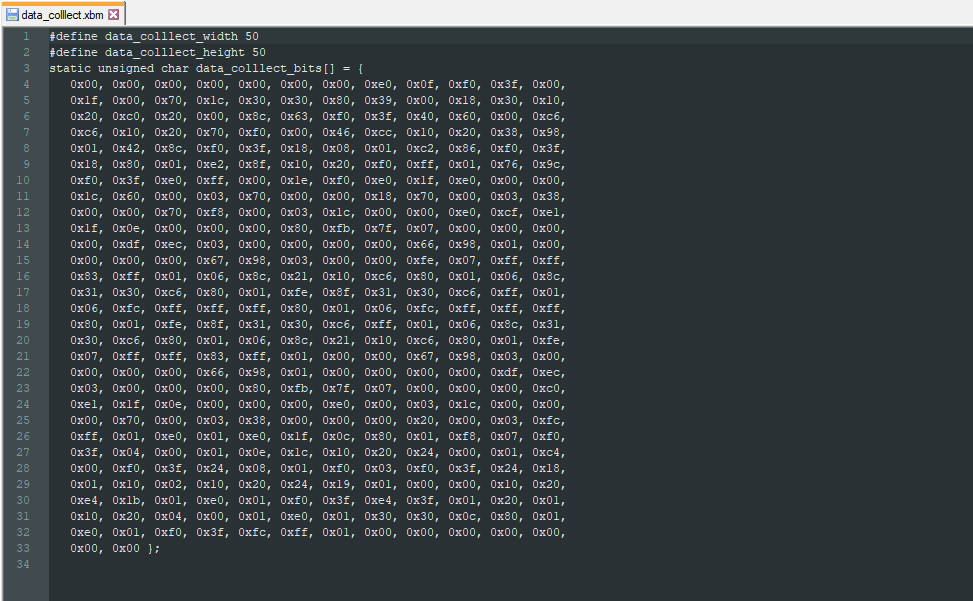 data_colllect.xbm
1 #define data_colllect_width 50
2 #define data_colllect_height 50
3 static unsigned char data_colllect_bits[] = {
4 0x00, 0x00, 0x00, 0x00, 0x00, 0x00, 0x00, 0xe0, 0x0f, 0xf0, 0x3f, 0x00,
5 0x1f, 0x00, 0x70, 0x1c, 0x30, 0x30, 0x80, 0x39, 0x00, 0x18, 0x30, 0x10,
6 0x20, 0xc0, 0x20, 0x00, 0x8c, 0x63, 0xf0, 0x3f, 0x40, 0x60, 0x00, 0xc6,
7 0xc6, 0x10, 0x20, 0x70, 0xf0, 0x00, 0x46, 0xcc, 0x10, 0x20, 0x38, 0x98,
8 0x01, 0x42, 0x8c, 0xf0, 0x3f, 0x18, 0x08, 0x01, 0xc2, 0x86, 0xf0, 0x3f,
9 0x18, 0x80, 0x01, 0xe2, 0x8f, 0x10, 0x20, 0xf0, 0xff, 0x01, 0x76, 0x9c,
10 0xf0, 0x3f, 0xe0, 0xff, 0x00, 0x1e, 0xf0, 0xe0, 0x1f, 0xe0, 0x00, 0x00,
11 0x1c, 0x60, 0x00, 0x03, 0x70, 0x00, 0x00, 0x18, 0x70, 0x00, 0x03, 0x38,
12 0x00, 0x00, 0x70, 0xf8, 0x00, 0x03, 0x1c, 0x00, 0x00, 0xe0, 0xcf, 0xe1,
13 0x1f, 0x0e, 0x00, 0x00, 0x00, 0x80, 0xfb, 0x7f, 0x07, 0x00, 0x00, 0x00,
14 0x00, 0xdf, 0xec, 0x03, 0x00, 0x00, 0x00, 0x00, 0x66, 0x98, 0x01, 0x00,
15 0x00, 0x00, 0x00, 0x67, 0x98, 0x03, 0x00, 0x00, 0xfe, 0x07, 0xff, 0xff,
16 0x83, 0xff, 0x01, 0x06, 0x8c, 0x21, 0x10, 0xc6, 0x80, 0x01, 0x06, 0x8c,
17 0x31, 0x30, 0xc6, 0x80, 0x01, 0xfe, 0x8f, 0x31, 0x30, 0xc6, 0xff, 0x01,
18 0x06, 0xfc, 0xff, 0xff, 0xff, 0x80, 0x01, 0x06, 0xfc, 0xff, 0xff, 0xff,
19 0x80, 0x01, 0xfe, 0x8f, 0x31, 0x30, 0xc6, 0xff, 0x01, 0x06, 0x8c, 0x31,
20 0x30, 0xc6, 0x80, 0x01, 0x06, 0x8c, 0x21, 0x10, 0xc6, 0x80, 0x01, 0xfe,
21 0x07, 0xff, 0xff, 0x83, 0xff, 0x01, 0x00, 0x00, 0x67, 0x98, 0x03, 0x00,
22 0x00, 0x00, 0x00, 0x66, 0x98, 0x01, 0x00, 0x00, 0x00, 0x00, 0xdf, 0xec,
23 0x03, 0x00, 0x00, 0x00, 0x80, 0xfb, 0x7f, 0x07, 0x00, 0x00, 0x00, 0xc0,
24 0xe1, 0x1f, 0x0e, 0x00, 0x00, 0x00, 0xe0, 0x00, 0x03, 0x1c, 0x00, 0x00,
25 0x00, 0x70, 0x00, 0x03, 0x38, 0x00, 0x00, 0x00, 0x20, 0x00, 0x03, 0xfc,
26 0xff, 0x01, 0xe0, 0x01, 0xe0, 0x1f, 0x0c, 0x80, 0x01, 0xf8, 0x07, 0xf0,
27 0x3f, 0x04, 0x00, 0x01, 0x0e, 0x1c, 0x10, 0x20, 0x24, 0x00, 0x01, 0xc4,
28 0x00, 0xf0, 0x3f, 0x24, 0x08, 0x01, 0xf0, 0x03, 0xf0, 0x3f, 0x24, 0x18,
29 0x01, 0x10, 0x02, 0x10, 0x20, 0x24, 0x19, 0x01, 0x00, 0x00, 0x10, 0x20,
30 0xe4, 0x1b, 0x01, 0xe0, 0x01, 0xf0, 0x3f, 0xe4, 0x3f, 0x01, 0x20, 0x01,
31 0x10, 0x20, 0x04, 0x00, 0x01, 0xe0, 0x01, 0x30, 0x30, 0x0c, 0x80, 0x01,
32 0xe0, 0x01, 0xf0, 0x3f, 0xfc, 0xff, 0x01, 0x00, 0x00, 0x00, 0x00, 0x00,
33 0x00, 0x00 };
34